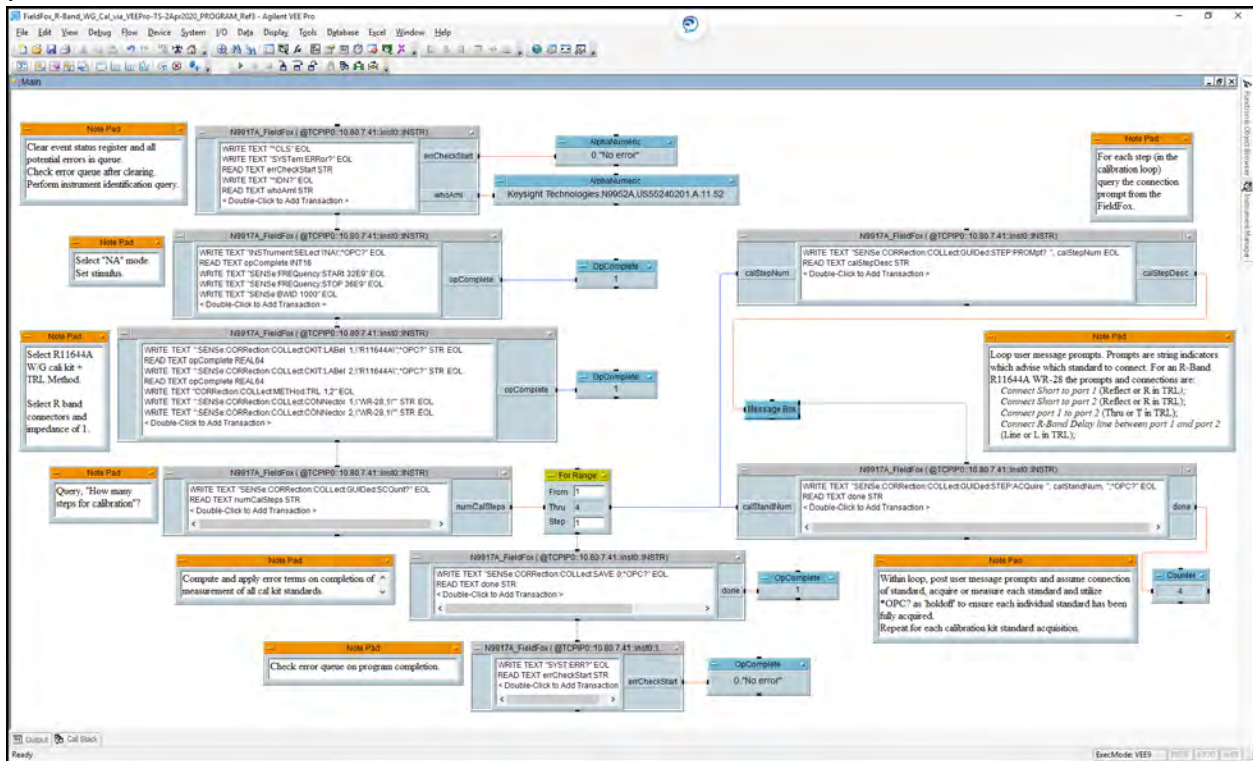 FieldFox_R-Band_WG_Cal_via_VEEPro-TS-2Apr2020_PROGRAM_Ref3 - Agilent VEE Pro
File Edit View Debug Flow Device System I/O Data Display Tools Database Excel Window Help
Main
Note Pad
Clear event status register and all
potential errors in queue.
Check error queue after clearing.
Perform instrument identification query.
N9917A_FieldFox ( @TCPIP0::10.80.7.41::inst0::INSTR)
WRITE TEXT "*CLS" EOL
WRITE TEXT "SYSTem:ERRor?" EOL
READ TEXT errCheckStart STR
WRITE TEXT "*IDN?" EOL
READ TEXT whoAmI STR
< Double-Click to Add Transaction >
errCheckStart
whoAmI
AlphaNumeric
0."No error"
AlphaNumeric
Keysight Technologies,N9952A,US55240201,A.11.52
Note Pad
For each step (in the
calibration loop)
query the connection
prompt from the
FieldFox.
Function & Object Browser
Instrument Manager
Note Pad
Select "NA" mode.
Set stimulus.
N9917A_FieldFox ( @TCPIP0::10.80.7.41::inst0::INSTR)
WRITE TEXT "INSTrument:SELect \"NA\";*OPC?" EOL
READ TEXT opComplete INT16
WRITE TEXT "SENSe:FREQuency:STARt 32E9" EOL
WRITE TEXT "SENSe:FREQuency:STOP 36E9" EOL
WRITE TEXT "SENSe:BWID 1000" EOL
< Double-Click to Add Transaction >
opComplete
OpComplete
1
N9917A_FieldFox ( @TCPIP0::10.80.7.41::inst0::INSTR)
calStepNum
WRITE TEXT "SENSe:CORRection:COLLect:GUIDed:STEP:PROMpt? ", calStepNum EOL
READ TEXT calStepDesc STR
< Double-Click to Add Transaction >
calStepDesc
Note Pad
Select R11644A
W/G cali kit +
TRL Method.
Select R band
connectors and
impedance of 1.
N9917A_FieldFox ( @TCPIP0::10.80.7.41::inst0::INSTR)
WRITE TEXT ":SENSe:CORRection:COLLect:CKIT:LABel 1,\"R11644A\";*OPC?" STR EOL
READ TEXT opComplete REAL64
WRITE TEXT ":SENSe:CORRection:COLLect:CKIT:LABel 2,\"R11644A\";*OPC?" STR EOL
READ TEXT opComplete REAL64
WRITE TEXT "CORRection:COLLect:METHod:TRL 1,2" EOL
WRITE TEXT ":SENSe:CORRection:COLLect:CONNector 1,\"WR-28,1\"" STR EOL
WRITE TEXT ":SENSe:CORRection:COLLect:CONNector 2,\"WR-28,1\"" STR EOL
< Double-Click to Add Transaction >
opComplete
OpComplete
1
Message Box
Note Pad
Loop user message prompts. Prompts are string indicators
which advise which standard to connect. For an R-Band
R11644A WR-28 the prompts and connections are:
Connect Short to port 1 (Reflect or R in TRL);
Connect Short to port 2 (Reflect or R in TRL);
Connect port 1 to port 2 (Thru or T in TRL);
Connect R-Band Delay line between port 1 and port 2
(Line or L in TRL);
Note Pad
Query, "How many
steps for calibration"?
N9917A_FieldFox ( @TCPIP0::10.80.7.41::inst0::INSTR)
WRITE TEXT "SENSe:CORRection:COLLect:GUIDed:SCOunt?" EOL
READ TEXT numCalSteps STR
< Double-Click to Add Transaction >
numCalSteps
For Range
From 1
Thru 4
Step 1
N9917A_FieldFox ( @TCPIP0::10.80.7.41::inst0::INSTR)
calStandNum
WRITE TEXT "SENSe:CORRection:COLLect:GUIDed:STEP:ACQuire ", calStandNum, ";*OPC?" EOL
READ TEXT done STR
< Double-Click to Add Transaction >
done
Note Pad
Compute and apply error terms on completion of
measurement of all cal kit standards.
N9917A_FieldFox ( @TCPIP0::10.80.7.41::inst0::INSTR)
WRITE TEXT "SENSe:CORRection:COLLect:SAVE 0;*OPC?" EOL
READ TEXT done STR
< Double-Click to Add Transaction >
done
OpComplete
1
Note Pad
Within loop, post user message prompts and assume connection
of standard, acquire or measure each standard and utilize
*OPC? as 'holdoff' to ensure each individual standard has been
fully acquired.
Repeat for each calibration kit standard acquisition.
Counter
4
Note Pad
Check error queue on program completion.
N9917A_FieldFox ( @TCPIP0::10.80.7.41::inst0::I...
WRITE TEXT "SYST:ERR?" EOL
READ TEXT errCheckStart STR
< Double-Click to Add Transaction
errCheckStart
OpComplete
0."No error"
Output Call Stack
Ready
ExecMode: VEE9